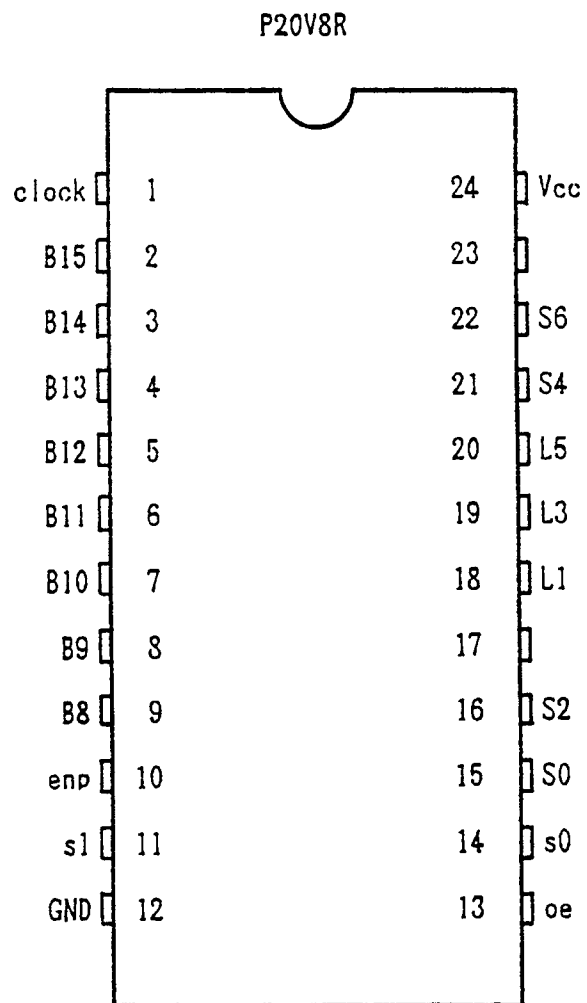 P20V8R
clock 1 24 Vcc
B15 2 23
B14 3 22 S6
B13 4 21 S4
B12 5 20 L5
B11 6 19 L3
B10 7 18 L1
B9 8 17
B8 9 16 S2
enp 10 15 S0
s1 11 14 s0
GND 12 13 oe